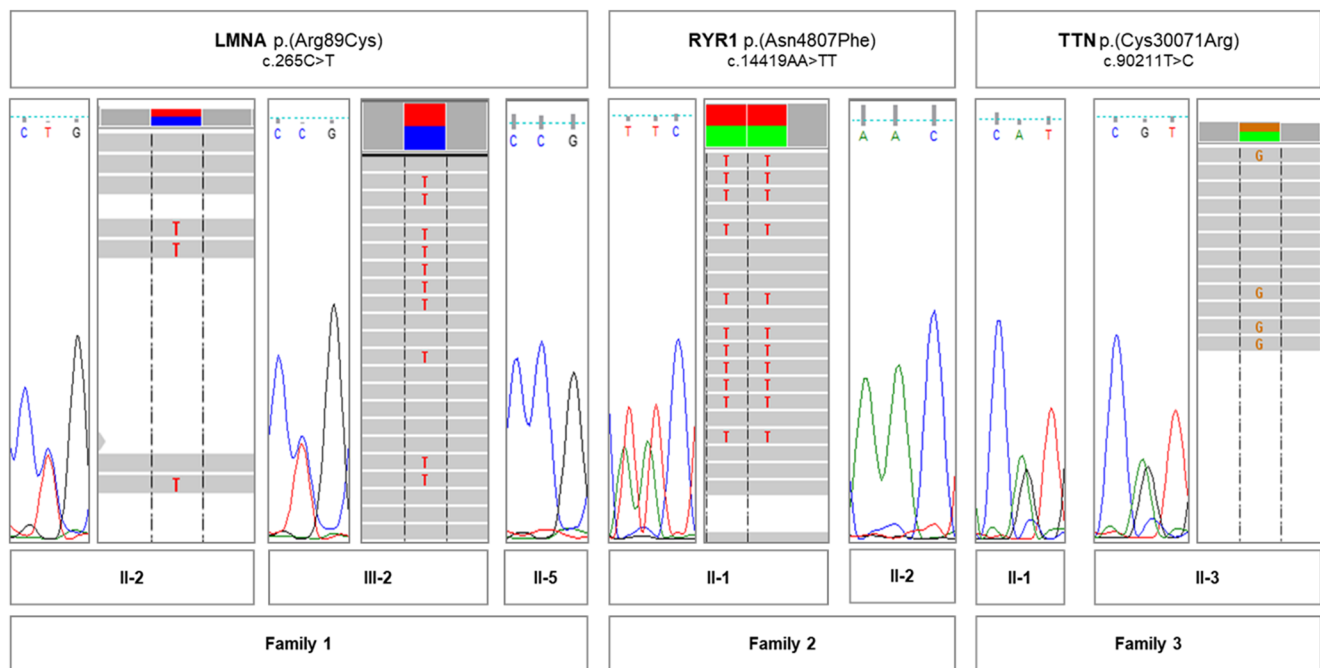 LMNA p.(Arg89Cys)
c.265C>T
RYR1 p.(Asn4807Phe)
c.14419AA>TT
TTN p.(Cys30071Arg)
c.90211T>C
C T G
C C G
C C G
T T C
A A C
C A T
C G T
T
T
T
T
T
T
T
T
T
T
T
T
T
T T
T T
T T
T T
T T
T T
T T
T T
T T
T T
T T
G
G
G
G
II-2
III-2
II-5
II-1
II-2
II-1
II-3
Family 1
Family 2
Family 3